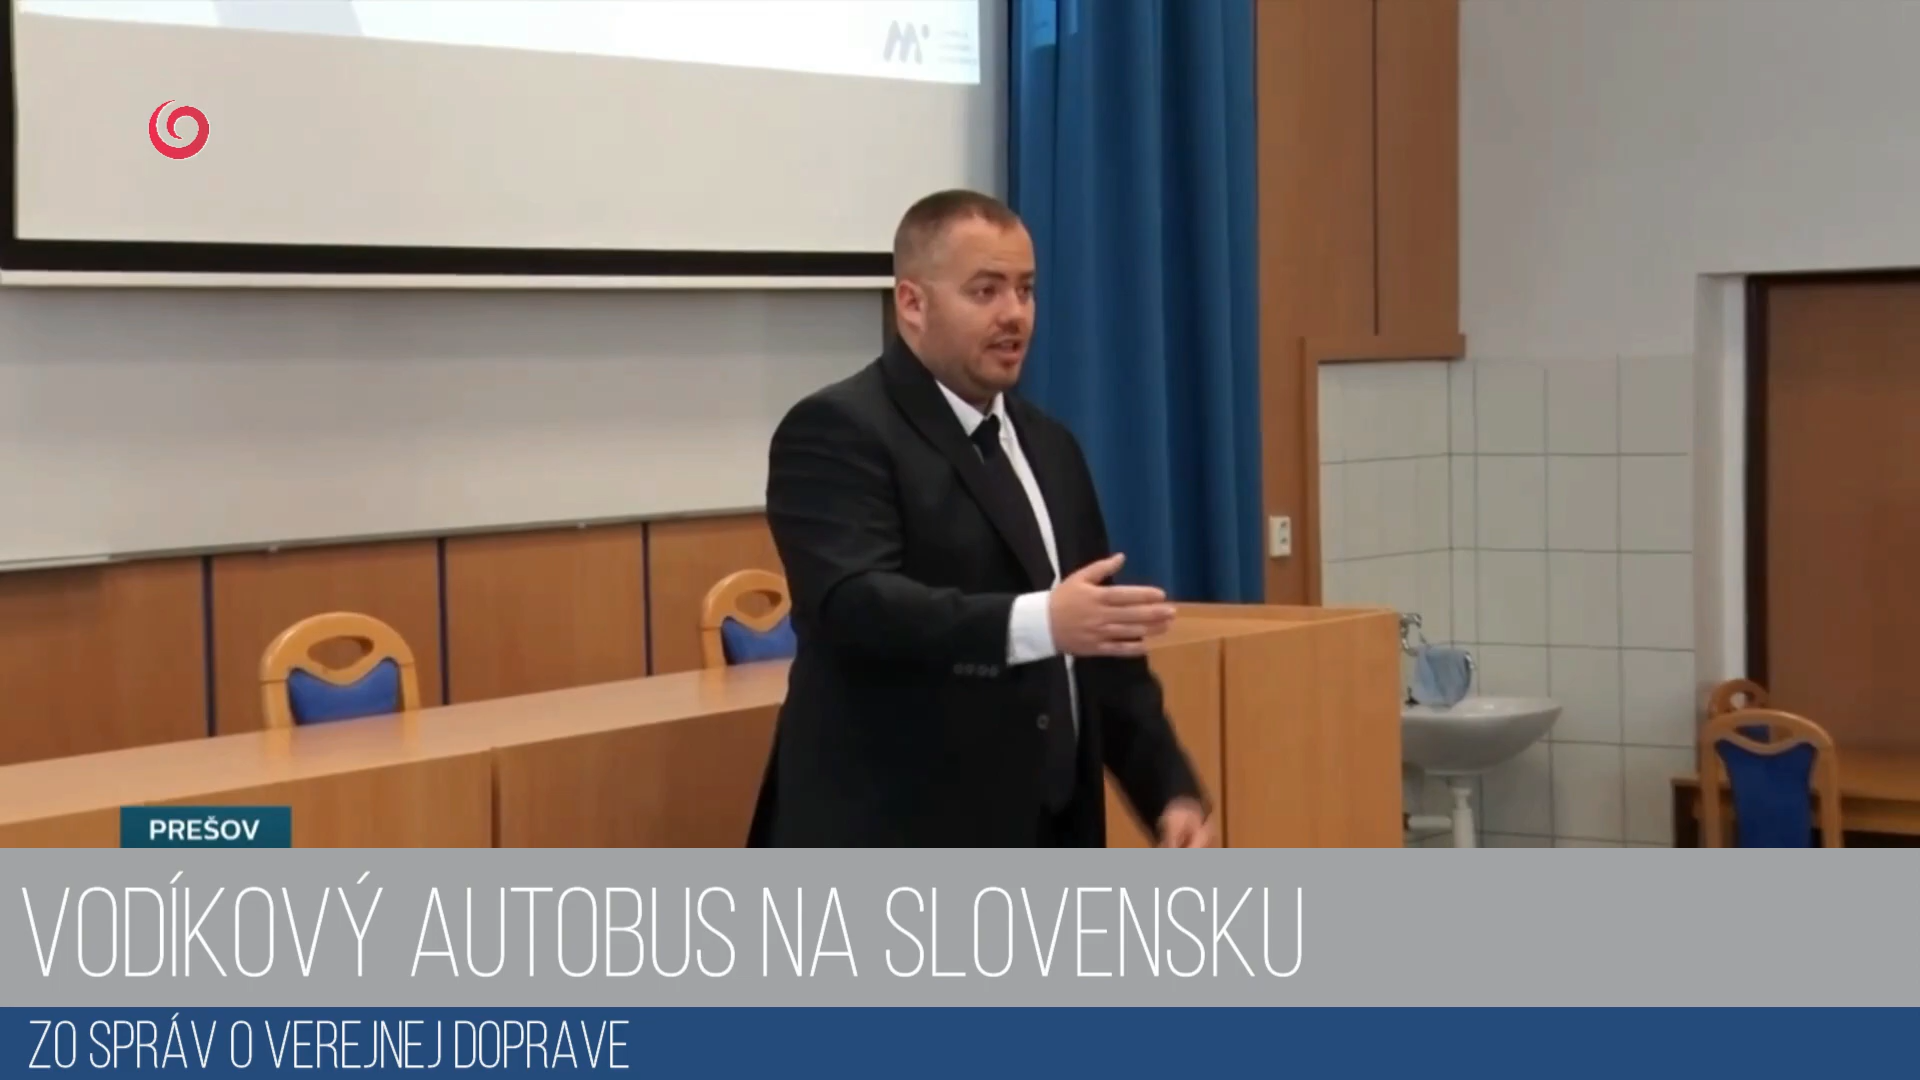 PREŠOV
VODÍKOVÝ AUTOBUS NA SLOVENSKU
ZO SPRÁV O VEREJNEJ DOPRAVE